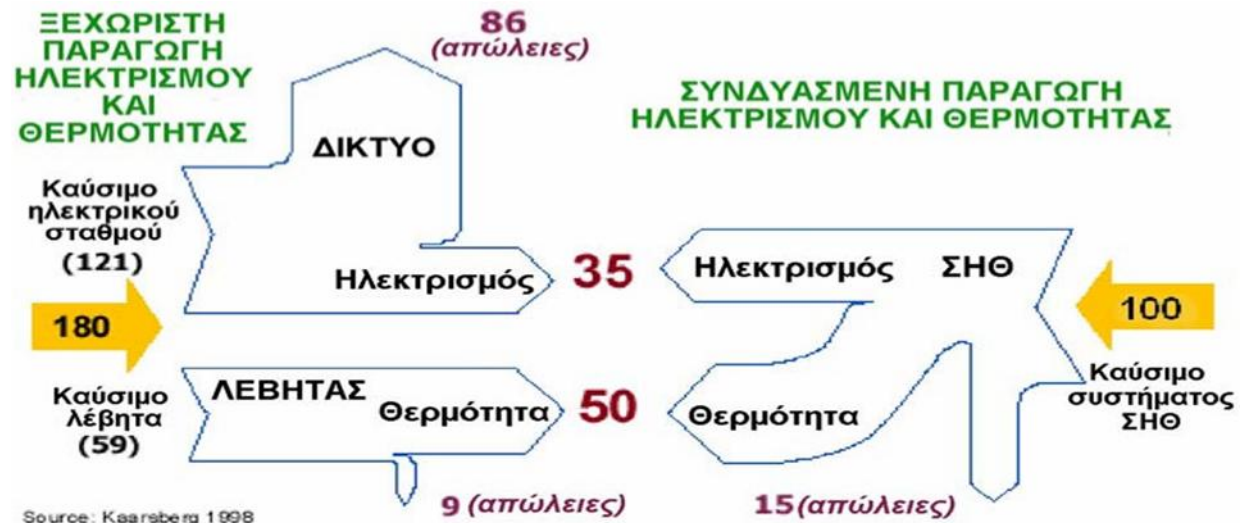 ΞΕΧΩΡΙΣΤΗ
ΠΑΡΑΓΩΓΗ
ΗΛΕΚΤΡΙΣΜΟΥ
ΚΑΙ
ΘΕΡΜΟΤΗΤΑΣ
86
(απώλειες)
ΣΥΝΔΥΑΣΜΕΝΗ ΠΑΡΑΓΩΓΗ
ΗΛΕΚΤΡΙΣΜΟΥ ΚΑΙ ΘΕΡΜΟΤΗΤΑΣ
ΔΙΚΤΥΟ
Καύσιμο
ηλεκτρικού
σταθμού
(121)
Ηλεκτρισμός
35
Ηλεκτρισμός
ΣΗΘ
180
100
ΛΕΒΗΤΑΣ
Καύσιμο
λέβητα
(59)
Θερμότητα
50
Θερμότητα
Καύσιμο
συστήματος
ΣΗΘ
9 (απώλειες)
15 (απώλειες)
Source: Kaarsberg 1998